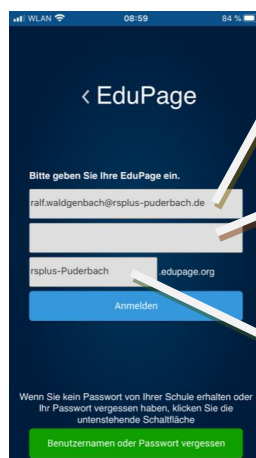 WLAN 08:59 84 %
< EduPage
Bitte geben Sie Ihre EduPage ein.
ralf.waldgenbach@rsplus-puderbach.de
rsplus-Puderbach .edupage.org
Anmelden
Wenn Sie kein Passwort von Ihrer Schule erhalten oder
Ihr Passwort vergessen haben, klicken Sie die
untenstehende Schaltfläche
Benutzernamen oder Passwort vergessen